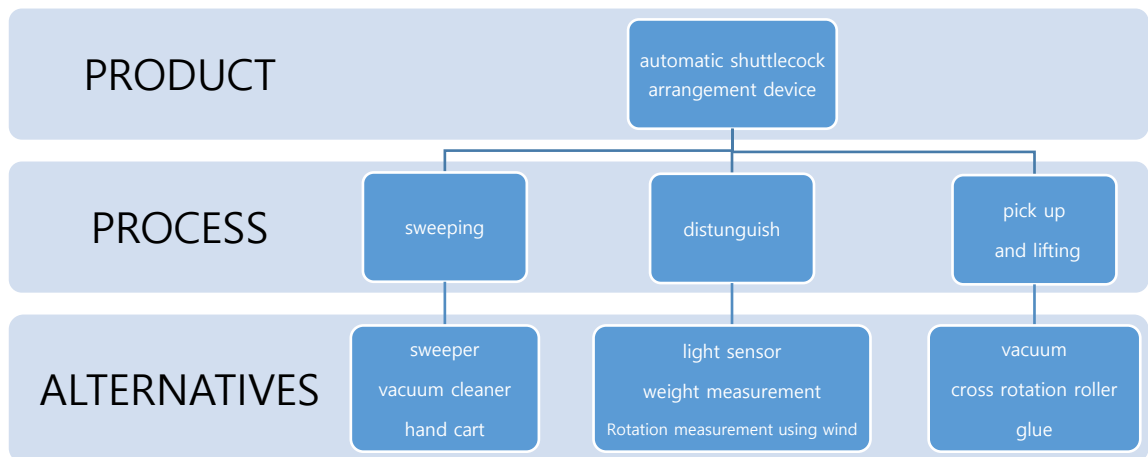 PRODUCT
automatic shuttlecock
arrangement device
PROCESS
sweeping
distunguish
pick up
and lifting
ALTERNATIVES
sweeper
vacuum cleaner
hand cart
light sensor
weight measurement
Rotation measurement using wind
vacuum
cross rotation roller
glue